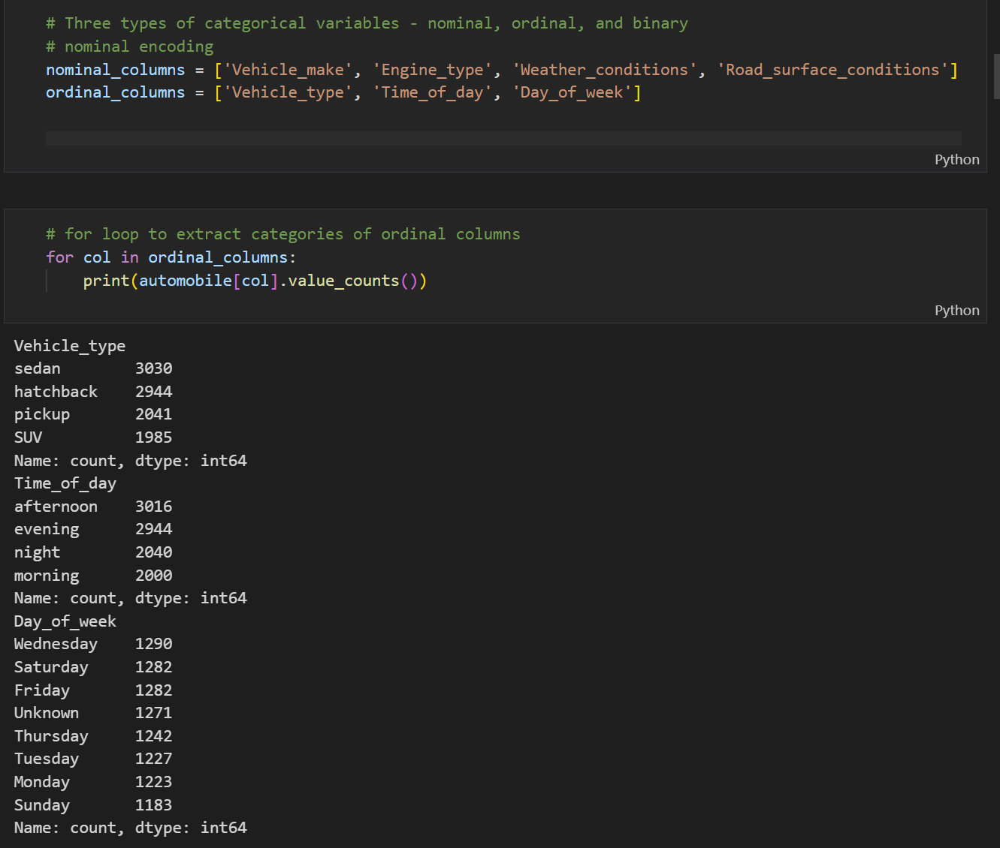 # Three types of categorical variables - nominal, ordinal, and binary
# nominal encoding
nominal_columns = ['Vehicle_make', 'Engine_type', 'Weather_conditions', 'Road_surface_conditions']
ordinal_columns = ['Vehicle_type', 'Time_of_day', 'Day_of_week']
Python
# for loop to extract categories of ordinal columns
for col in ordinal_columns:
    print(automobile[col].value_counts())
Python
Vehicle_type
sedan        3030
hatchback    2944
pickup       2041
SUV          1985
Name: count, dtype: int64
Time_of_day
afternoon    3016
evening      2944
night        2040
morning      2000
Name: count, dtype: int64
Day_of_week
Wednesday    1290
Saturday     1282
Friday       1282
Unknown      1271
Thursday     1242
Tuesday      1227
Monday       1223
Sunday       1183
Name: count, dtype: int64